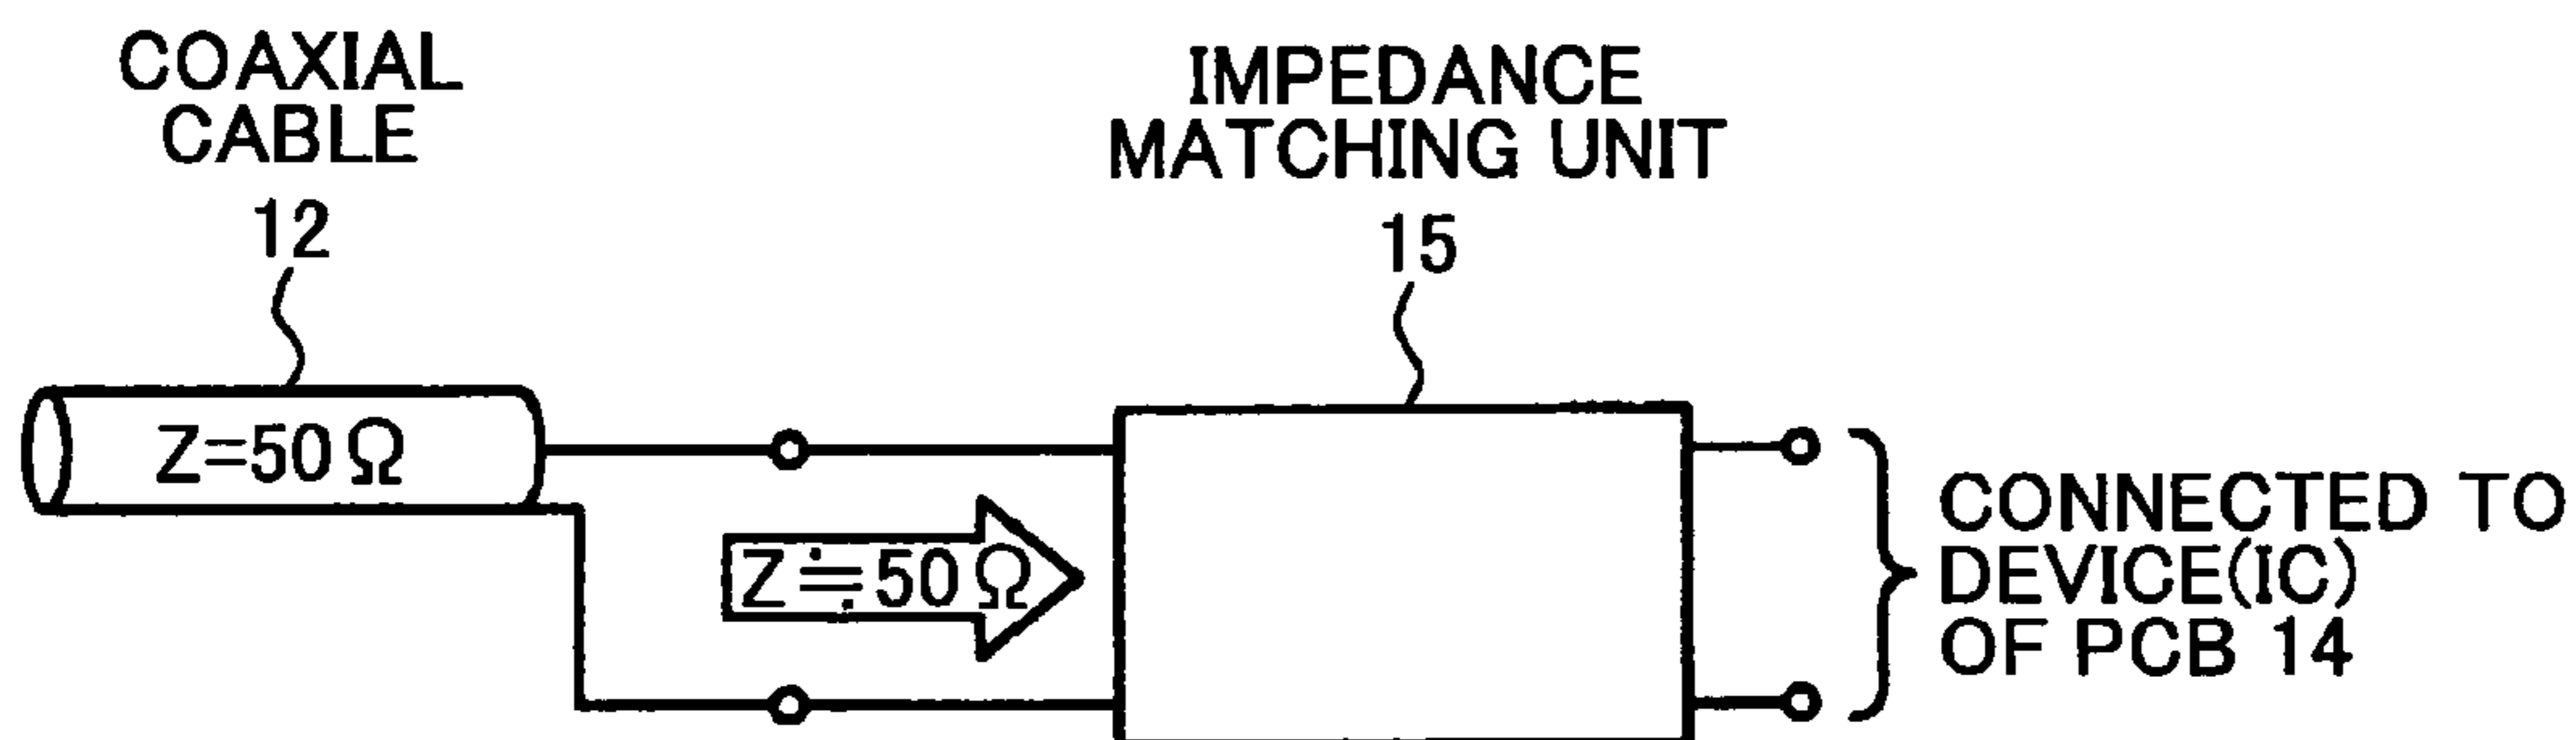 COAXIAL
CABLE
12
IMPEDANCE
MATCHING UNIT
15
Z=50Ω
Z≒50Ω
CONNECTED TO
DEVICE(IC)
OF PCB 14